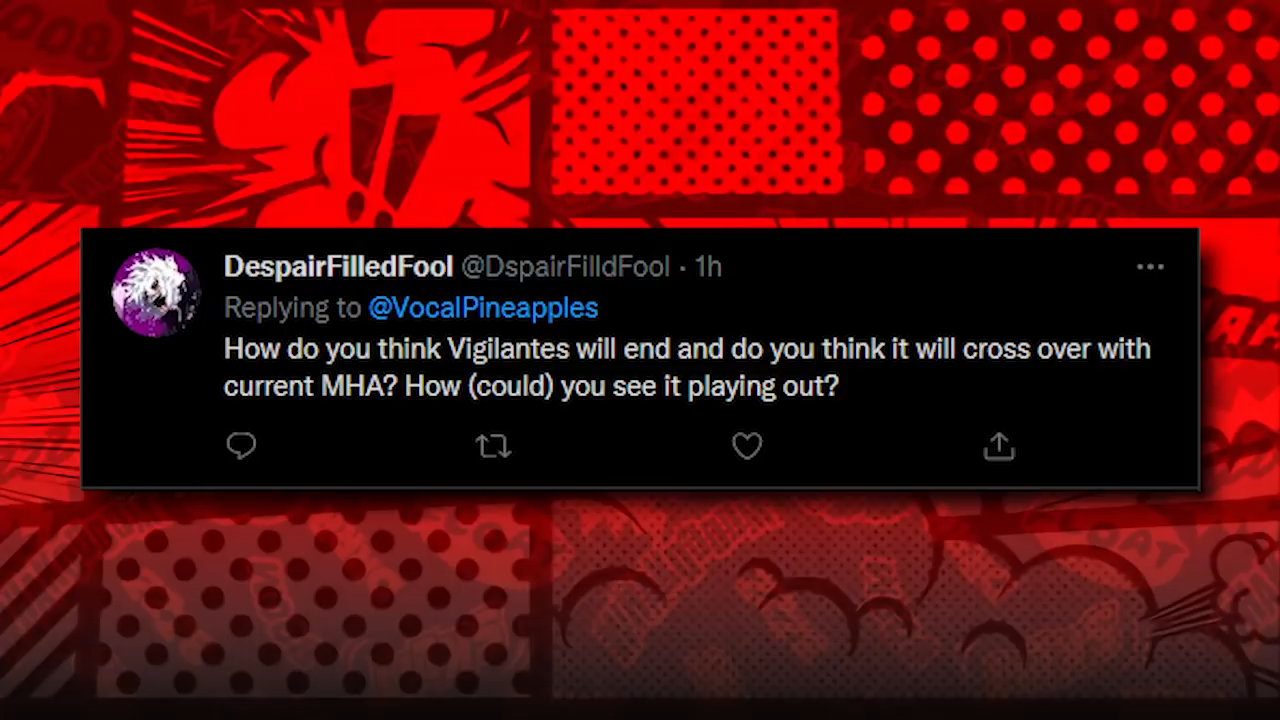 DespairFilledFool @DspairFilldFool · 1h
Replying to @VocalPineapples
How do you think Vigilantes will end and do you think it will cross over with
current MHA? How (could) you see it playing out?